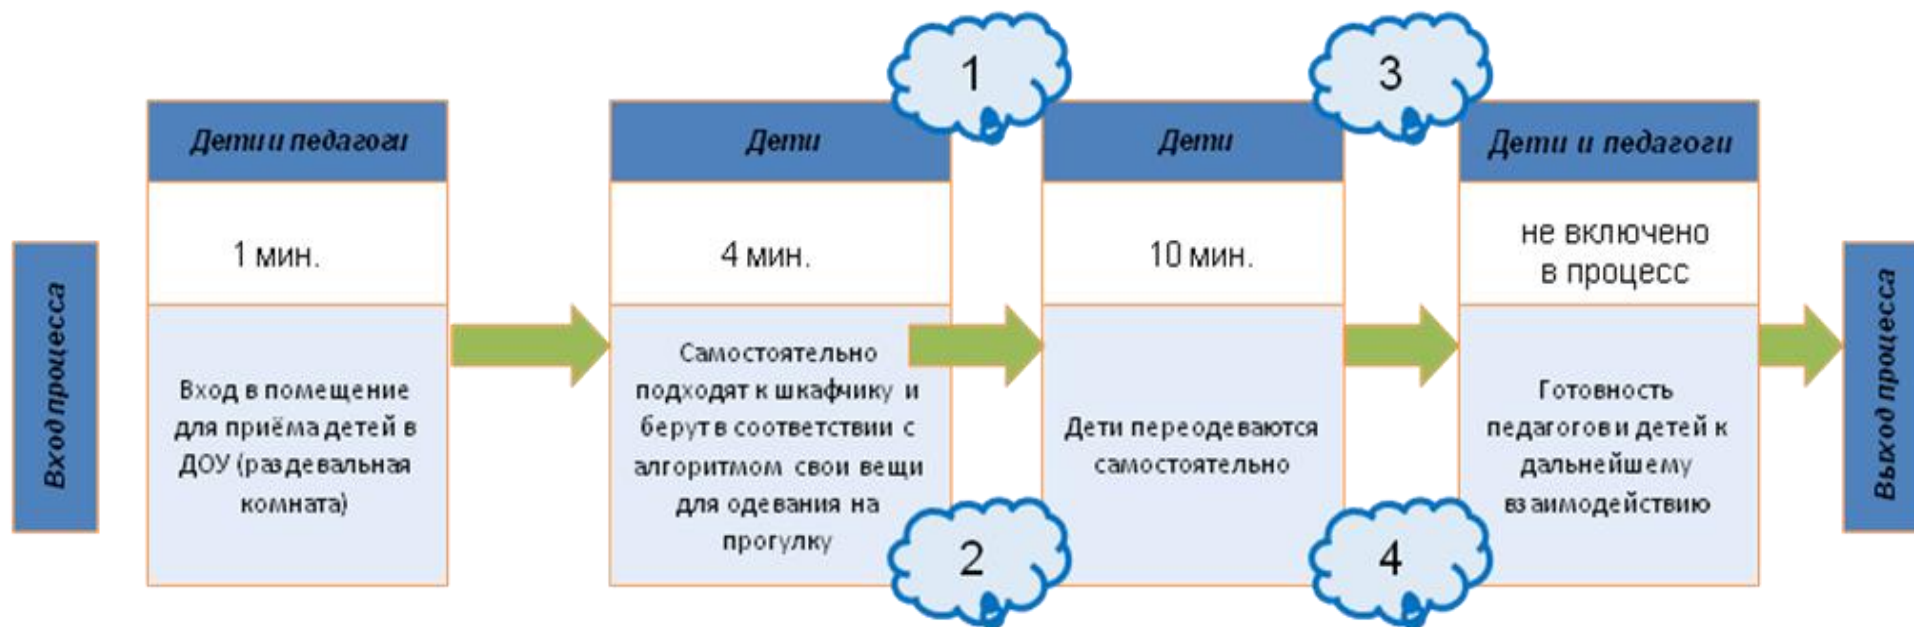 Вход процесса
Дети и педагоги
1 мин.
Вход в помещение
для приёма детей в
ДОУ (раздевальная
комната)
1
Дети
4 мин.
Самостоятельно
подходят к шкафчику и
берут в соответствии с
алгоритмом свои вещи
для одевания на
прогулку
2
Дети
10 мин.
Дети переодеваются
самостоятельно
3
Дети и педагоги
не включено
в процесс
Готовность
педагогов и детей к
дальнейшему
взаимодействию
4
Выход процесса